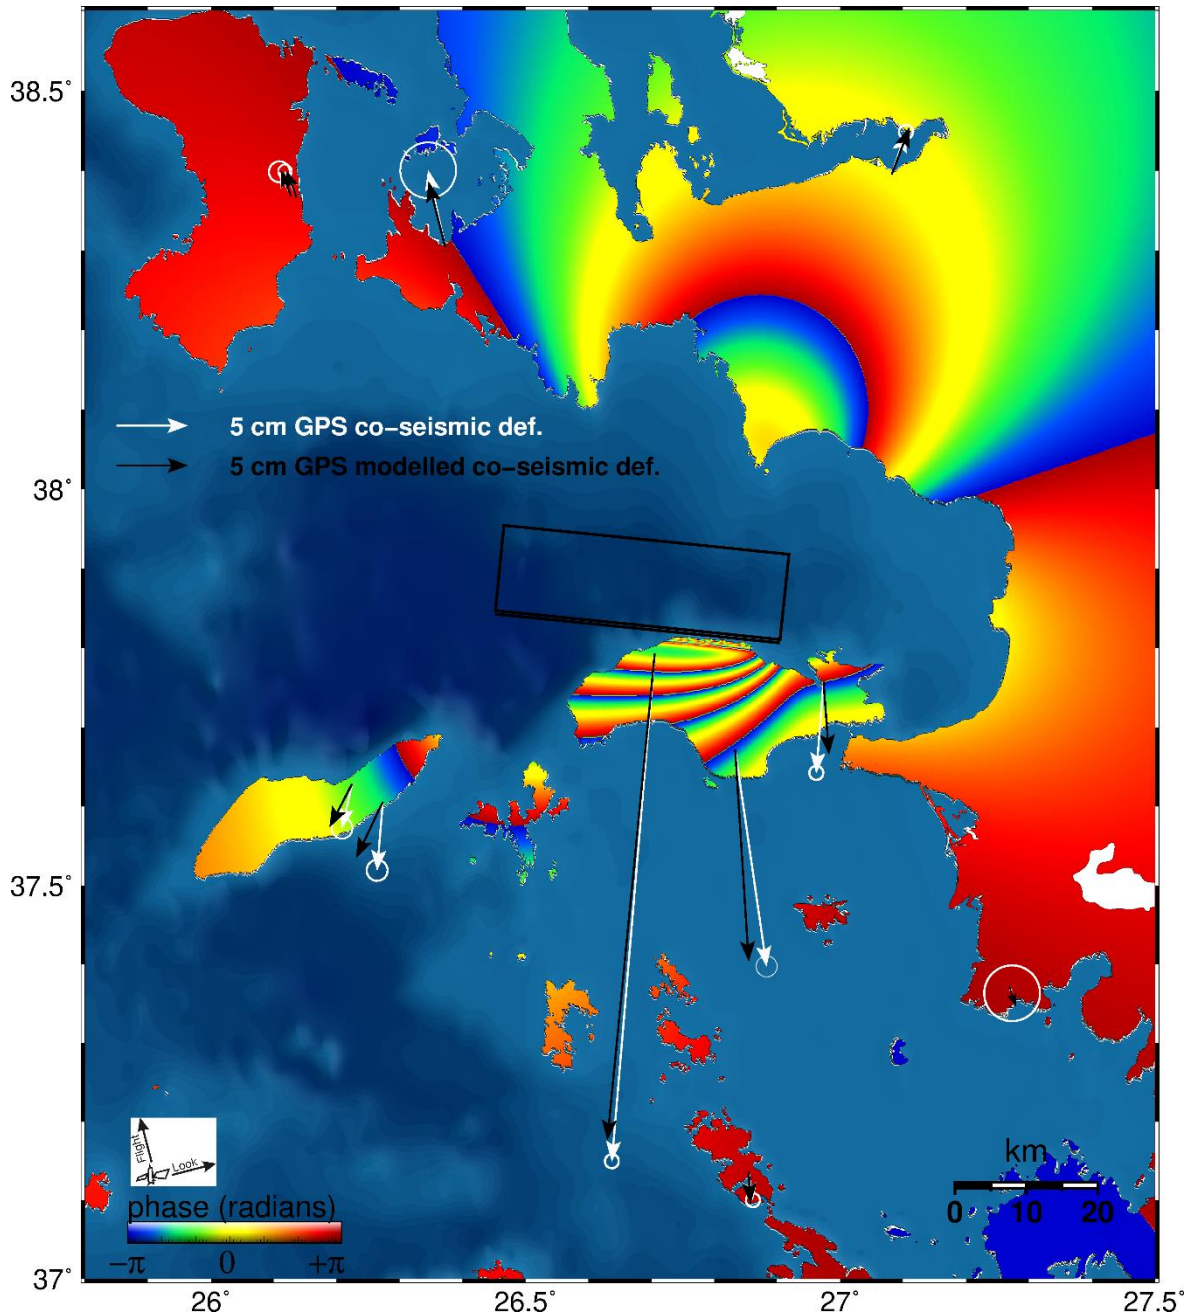 38.5°
5 cm GPS co-seismic def.
5 cm GPS modelled co-seismic def.
38°
37.5°
Flight
Look
phase (radians)
−π 0 +π
km
0 10 20
37°
26° 26.5° 27° 27.5°